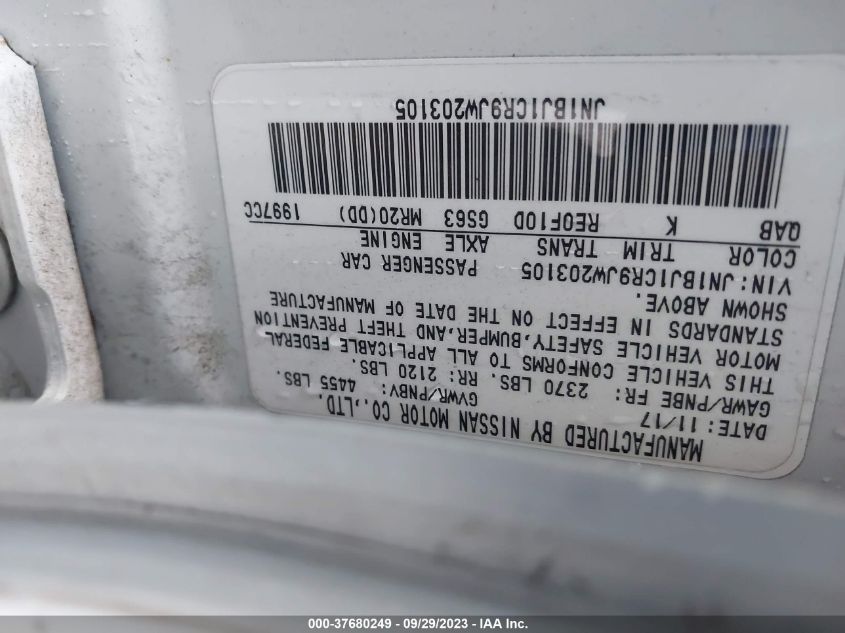 MANUFACTURED BY NISSAN MOTOR CO.,LTD.
DATE: 11/17 GVWR/PNBV: 4455 LBS.
GAWR/PNBE FR: 2370 LBS. RR: 2120 LBS.
THIS VEHICLE CONFORMS TO ALL APPLICABLE FEDERAL
MOTOR VEHICLE SAFETY, BUMPER, AND THEFT PREVENTION
STANDARDS IN EFFECT ON THE DATE OF MANUFACTURE
SHOWN ABOVE.
VIN: JN1BJ1CR9JW203105 PASSENGER CAR
COLOR TRIM TRANS AXLE ENGINE
QAB K RE0F10D GS63 MR20(DD) 1997CC
JN1BJ1CR9JW203105
000-37680249 - 09/29/2023 - IAA Inc.